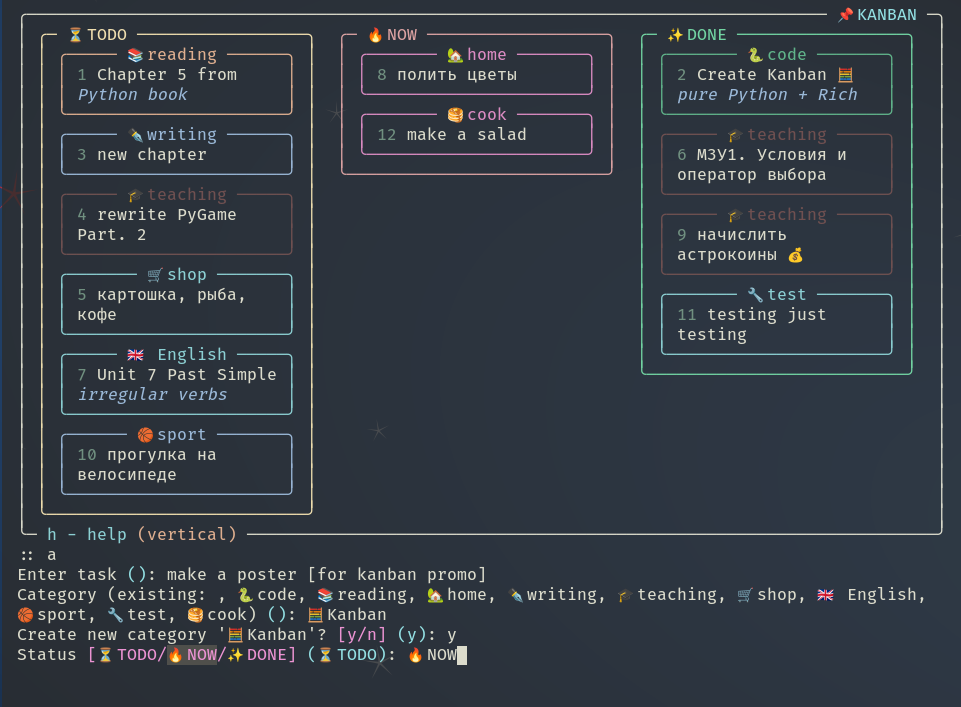 📌 KANBAN
⏳ TODO
📚 reading
1 Chapter 5 from
Python book
✒️ writing
3 new chapter
🎓 teaching
4 rewrite PyGame
Part. 2
🛒 shop
5 картошка, рыба,
кофе
🇬🇧 English
7 Unit 7 Past Simple
irregular verbs
🏀 sport
10 прогулка на
велосипеде
🔥 NOW
🏡 home
8 полить цветы
🥞 cook
12 make a salad
✨ DONE
🐍 code
2 Create Kanban 🧮
pure Python + Rich
🎓 teaching
6 МЗУ1. Условия и
оператор выбора
🎓 teaching
9 начислить
астрокоины 💰
🔧 test
11 testing just
testing
h - help (vertical)
:: a
Enter task (): make a poster [for kanban promo]
Category (existing: , 🐍code, 📚reading, 🏡home, ✒️writing, 🎓teaching, 🛒shop, 🇬🇧 English,
🏀sport, 🔧test, 🥞cook) (): 🧮Kanban
Create new category '🧮Kanban'? [y/n] (y): y
Status [⏳TODO/🔥NOW/✨DONE] (⏳TODO): 🔥NOW